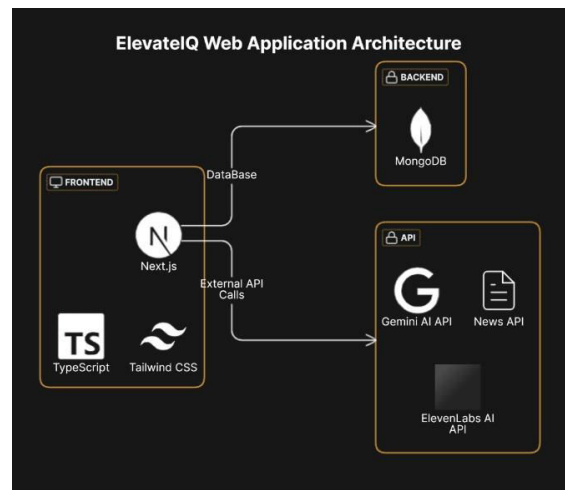 ElevateIQ Web Application Architecture
BACKEND
MongoDB
DataBase
FRONTEND
N
Next.js
External API
Calls
TS
TypeScript
Tailwind CSS
API
G
Gemini AI API
News API
ElevenLabs AI
API